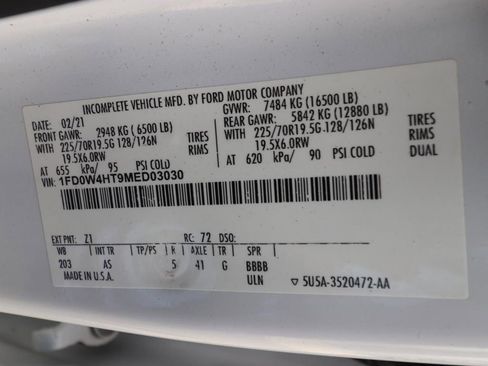 INCOMPLETE VEHICLE MFD. BY FORD MOTOR COMPANY
DATE: 02/21 GVWR: 7484 KG (16500 LB)
FRONT GAWR: 2948 KG ( 6500 LB) REAR GAWR: 5842 KG (12880 LB)
WITH 225/70R19.5G 128/126N TIRES WITH 225/70R19.5G 128/126N TIRES
19.5X6.0RW RIMS 19.5X6.0RW RIMS
AT 655 kPa/ 95 PSI COLD AT 620 kPa/ 90 PSI COLD DUAL
VIN: 1FD0W4HT9MED03030
EXT PNT: Z1 RC: 72 DSO:
WB INT TR TP/PS R AXLE TR SPR
203 AS 5 41 G BBBB
MADE IN U.S.A. ULN ▽ 5U5A-3520472-AA